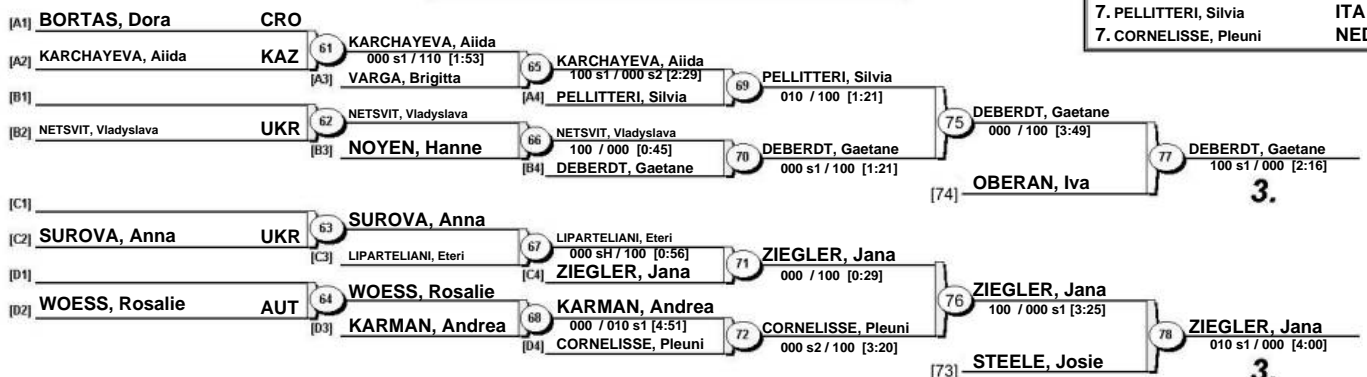 7. PELLITTERI, Silvia ITA
7. CORNELISSE, Pleuni
[A1] BORTAS, Dora CRO
[A2] KARCHAYEVA, Aiida KAZ
61
KARCHAYEVA, Aiida
000 s1 / 110 [1:53]
[A3] VARGA, Brigitta
65
KARCHAYEVA, Aiida
100 s1 / 000 s2 [2:29]
[A4] PELLITTERI, Silvia
69
PELLITTERI, Silvia
010 / 100 [1:21]
[B1]
[B2] NETSVIT, Vladyslava UKR
62
NETSVIT, Vladyslava
[B3] NOYEN, Hanne
66
NETSVIT, Vladyslava
100 / 000 [0:45]
[B4] DEBERDT, Gaetane
70
DEBERDT, Gaetane
000 s1 / 100 [1:21]
75
DEBERDT, Gaetane
000 / 100 [3:49]
[74] OBERAN, Iva
77
DEBERDT, Gaetane
100 s1 / 000 [2:16]
3.
[C1]
[C2] SUROVA, Anna UKR
63
SUROVA, Anna
[C3] LIPARTELIANI, Eteri
67
LIPARTELIANI, Eteri
000 sH / 100 [0:56]
[C4] ZIEGLER, Jana
71
ZIEGLER, Jana
000 / 100 [0:29]
[D1]
[D2] WOESS, Rosalie AUT
64
WOESS, Rosalie
[D3] KARMAN, Andrea
68
KARMAN, Andrea
000 / 010 s1 [4:51]
[D4] CORNELISSE, Pleuni
72
CORNELISSE, Pleuni
000 s2 / 100 [3:20]
76
ZIEGLER, Jana
100 / 000 s1 [3:25]
[73] STEELE, Josie
78
ZIEGLER, Jana
010 s1 / 000 [4:00]
3.